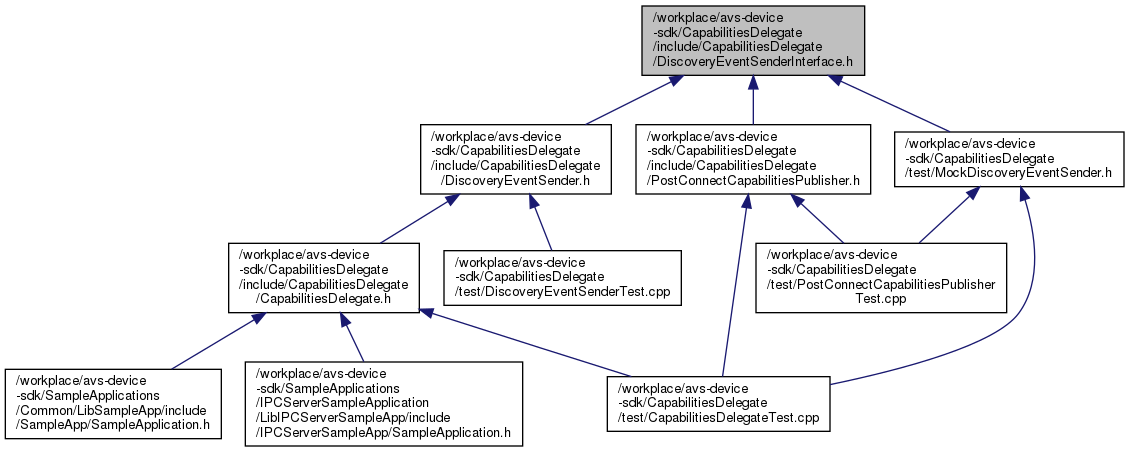 /workplace/avs-device
-sdk/CapabilitiesDelegate
/include/CapabilitiesDelegate
/DiscoveryEventSenderInterface.h
/workplace/avs-device
-sdk/CapabilitiesDelegate
/include/CapabilitiesDelegate
/DiscoveryEventSender.h
/workplace/avs-device
-sdk/CapabilitiesDelegate
/include/CapabilitiesDelegate
/PostConnectCapabilitiesPublisher.h
/workplace/avs-device
-sdk/CapabilitiesDelegate
/test/MockDiscoveryEventSender.h
/workplace/avs-device
-sdk/CapabilitiesDelegate
/include/CapabilitiesDelegate
/CapabilitiesDelegate.h
/workplace/avs-device
-sdk/CapabilitiesDelegate
/test/DiscoveryEventSenderTest.cpp
/workplace/avs-device
-sdk/CapabilitiesDelegate
/test/PostConnectCapabilitiesPublisher
Test.cpp
/workplace/avs-device
-sdk/SampleApplications
/Common/LibSampleApp/include
/SampleApp/SampleApplication.h
/workplace/avs-device
-sdk/SampleApplications
/IPCServerSampleApplication
/LibIPCServerSampleApp/include
/IPCServerSampleApp/SampleApplication.h
/workplace/avs-device
-sdk/CapabilitiesDelegate
/test/CapabilitiesDelegateTest.cpp